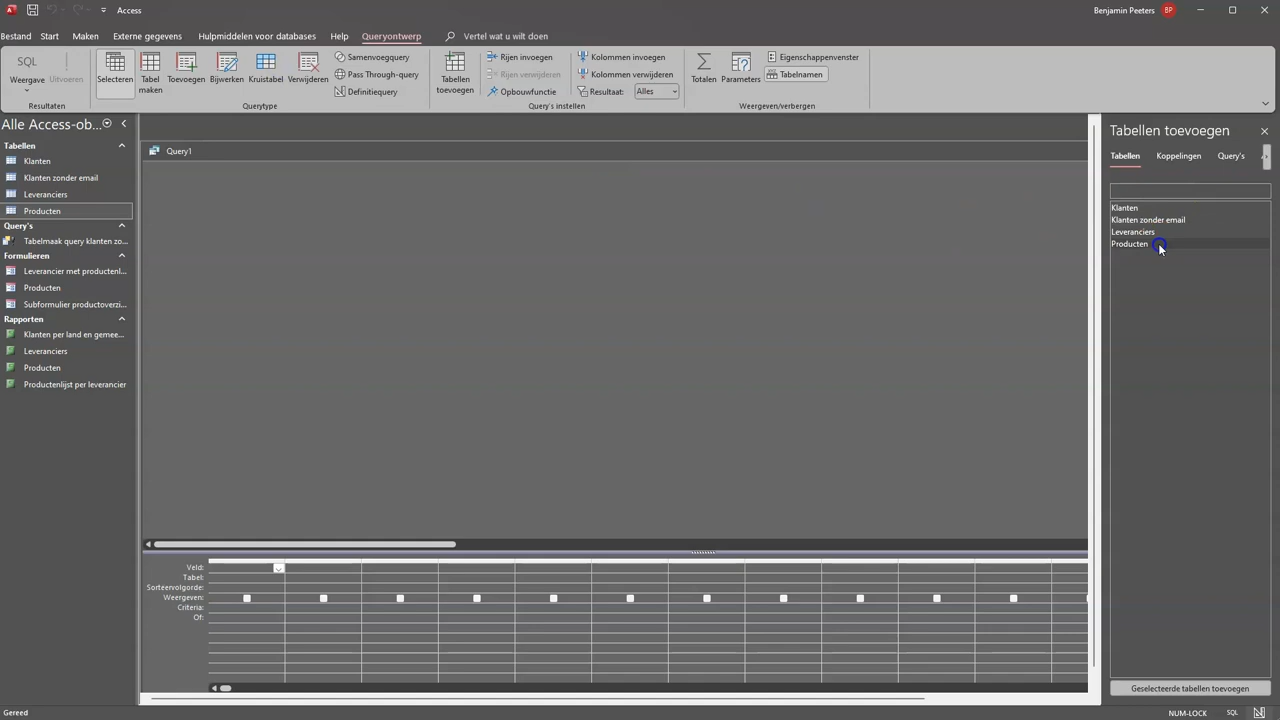 Access
Benjamin Peeters BP
Bestand Start Maken Externe gegevens Hulpmiddelen voor databases Help Queryontwerp Vertel wat u wilt doen
SQL
Weergave
Uitvoeren
Resultaten
Selecteren
Tabel maken
Toevoegen
Bijwerken
Kruistabel
Verwijderen
Samenvoegquery
Pass Through-query
Definitiequery
Querytype
Tabellen toevoegen
Rijen invoegen
Rijen verwijderen
Opbouwfunctie
Kolommen invoegen
Kolommen verwijderen
Resultaat: Alles
Query's instellen
Totalen
Parameters
Eigenschappenvenster
Tabelnamen
Weergeven/verbergen
Alle Access-ob...
Tabellen
Klanten
Klanten zonder email
Leveranciers
Producten
Query's
Tabelmaak query klanten zo...
Formulieren
Leverancier met productenl...
Producten
Subformulier productoverzi...
Rapporten
Klanten per land en gemee...
Leveranciers
Producten
Productenlijst per leverancier
Query1
Veld:
Tabel:
Sorteervolgorde:
Weergeven:
Criteria:
Of:
Tabellen toevoegen
Tabellen Koppelingen Query's
Klanten
Klanten zonder email
Leveranciers
Producten
Geselecteerde tabellen toevoegen
Gereed
NUM-LOCK SQL